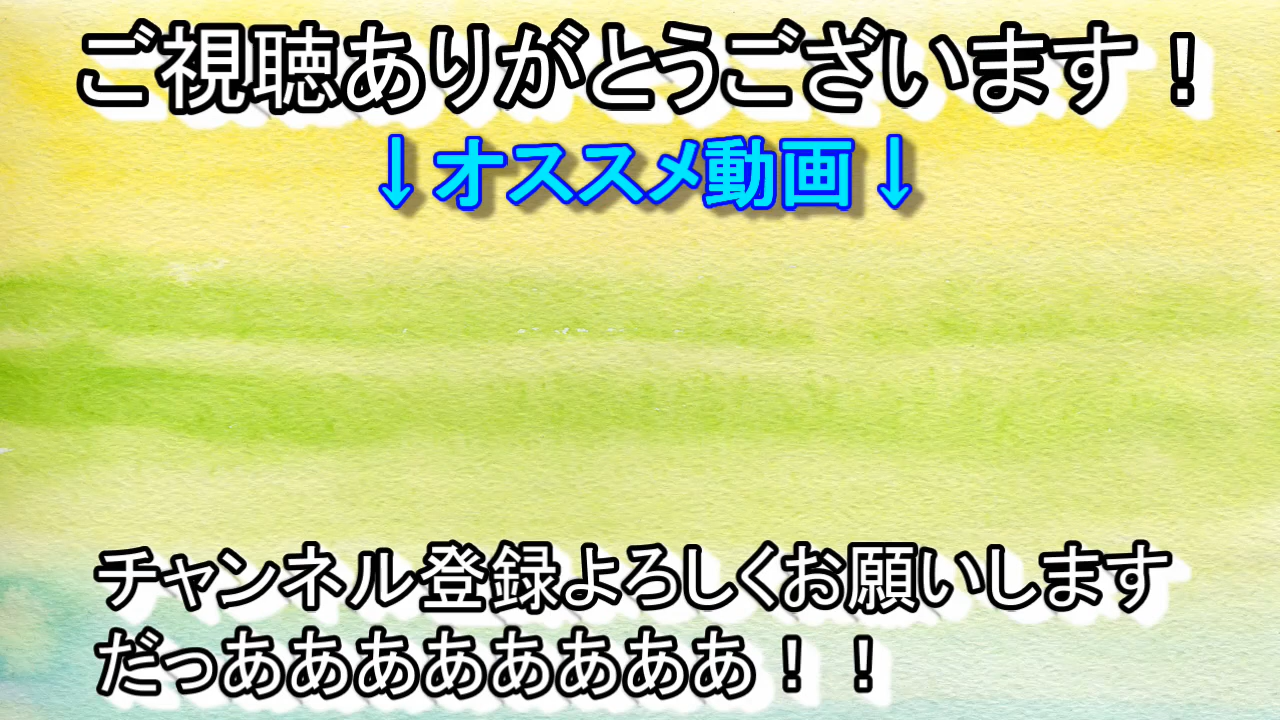 ご視聴ありがとうございます！
↓オススメ動画↓
チャンネル登録よろしくお願いします
だっああああああああ！！